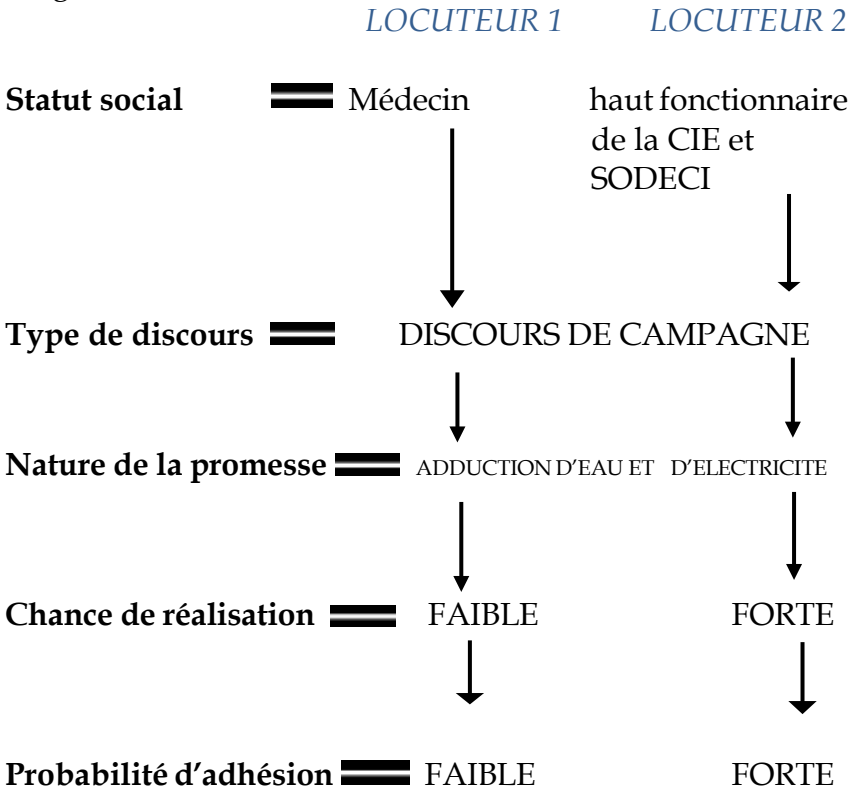 LOCUTEUR 1 LOCUTEUR 2
Statut social Médecin haut fonctionnaire
de la CIE et
SODECI
Type de discours DISCOURS DE CAMPAGNE
Nature de la promesse ADDUCTION D'EAU ET D'ELECTRICITE
Chance de réalisation FAIBLE FORTE
Probabilité d'adhésion FAIBLE FORTE